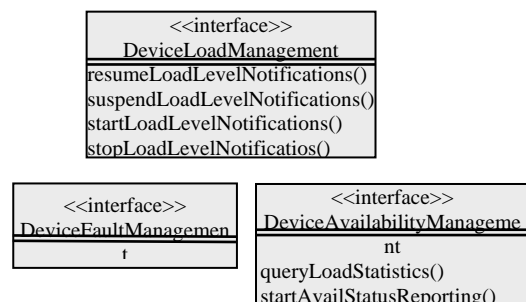 <<interface>>
DeviceLoadManagement
resumeLoadLevelNotifications()
suspendLoadLevelNotifications()
startLoadLevelNotifications()
stopLoadLevelNotificatios()
<<interface>>
DeviceFaultManagemen
t
<<interface>>
DeviceAvailabilityManageme
nt
queryLoadStatistics()
startAvailStatusReporting()